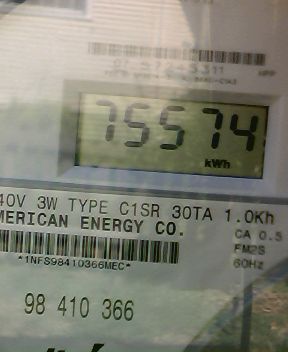 75574
kWh
40V 3W TYPE C1SR 30TA 1.0Kh
MERICAN ENERGY CO.
CA 0.5
FM2S
*1NFS98410366MEC*
60Hz
98 410 366